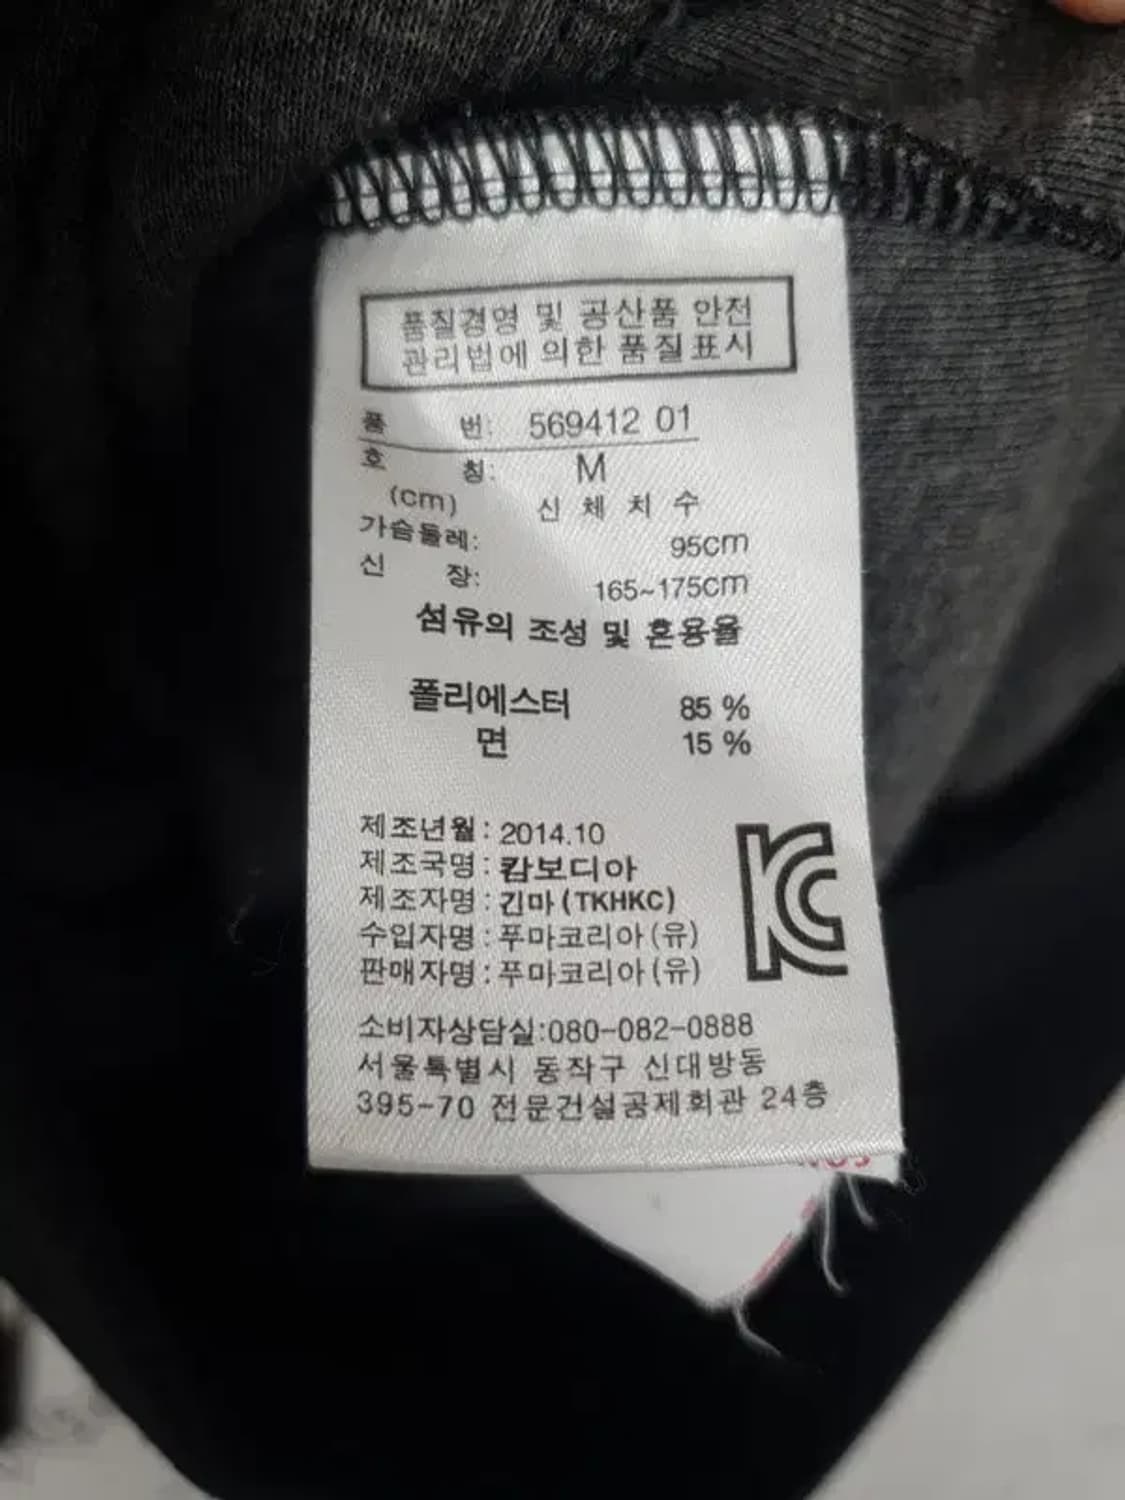 품질경영 및 공산품 안전
관리법에 의한 품질표시
품 번: 569412 01
호 칭: M
(cm) 신 체 치 수
가슴둘레: 95cm
신 장: 165~175cm
섬유의 조성 및 혼용율
폴리에스터 85 %
면 15 %
제조년월: 2014.10
제조국명: 캄보디아
제조자명: 긴마(TKHKC)
수입자명: 푸마코리아(유)
판매자명: 푸마코리아(유)
소비자상담실:080-082-0888
서울특별시 동작구 신대방동
395-70 전문건설공제회관 24층